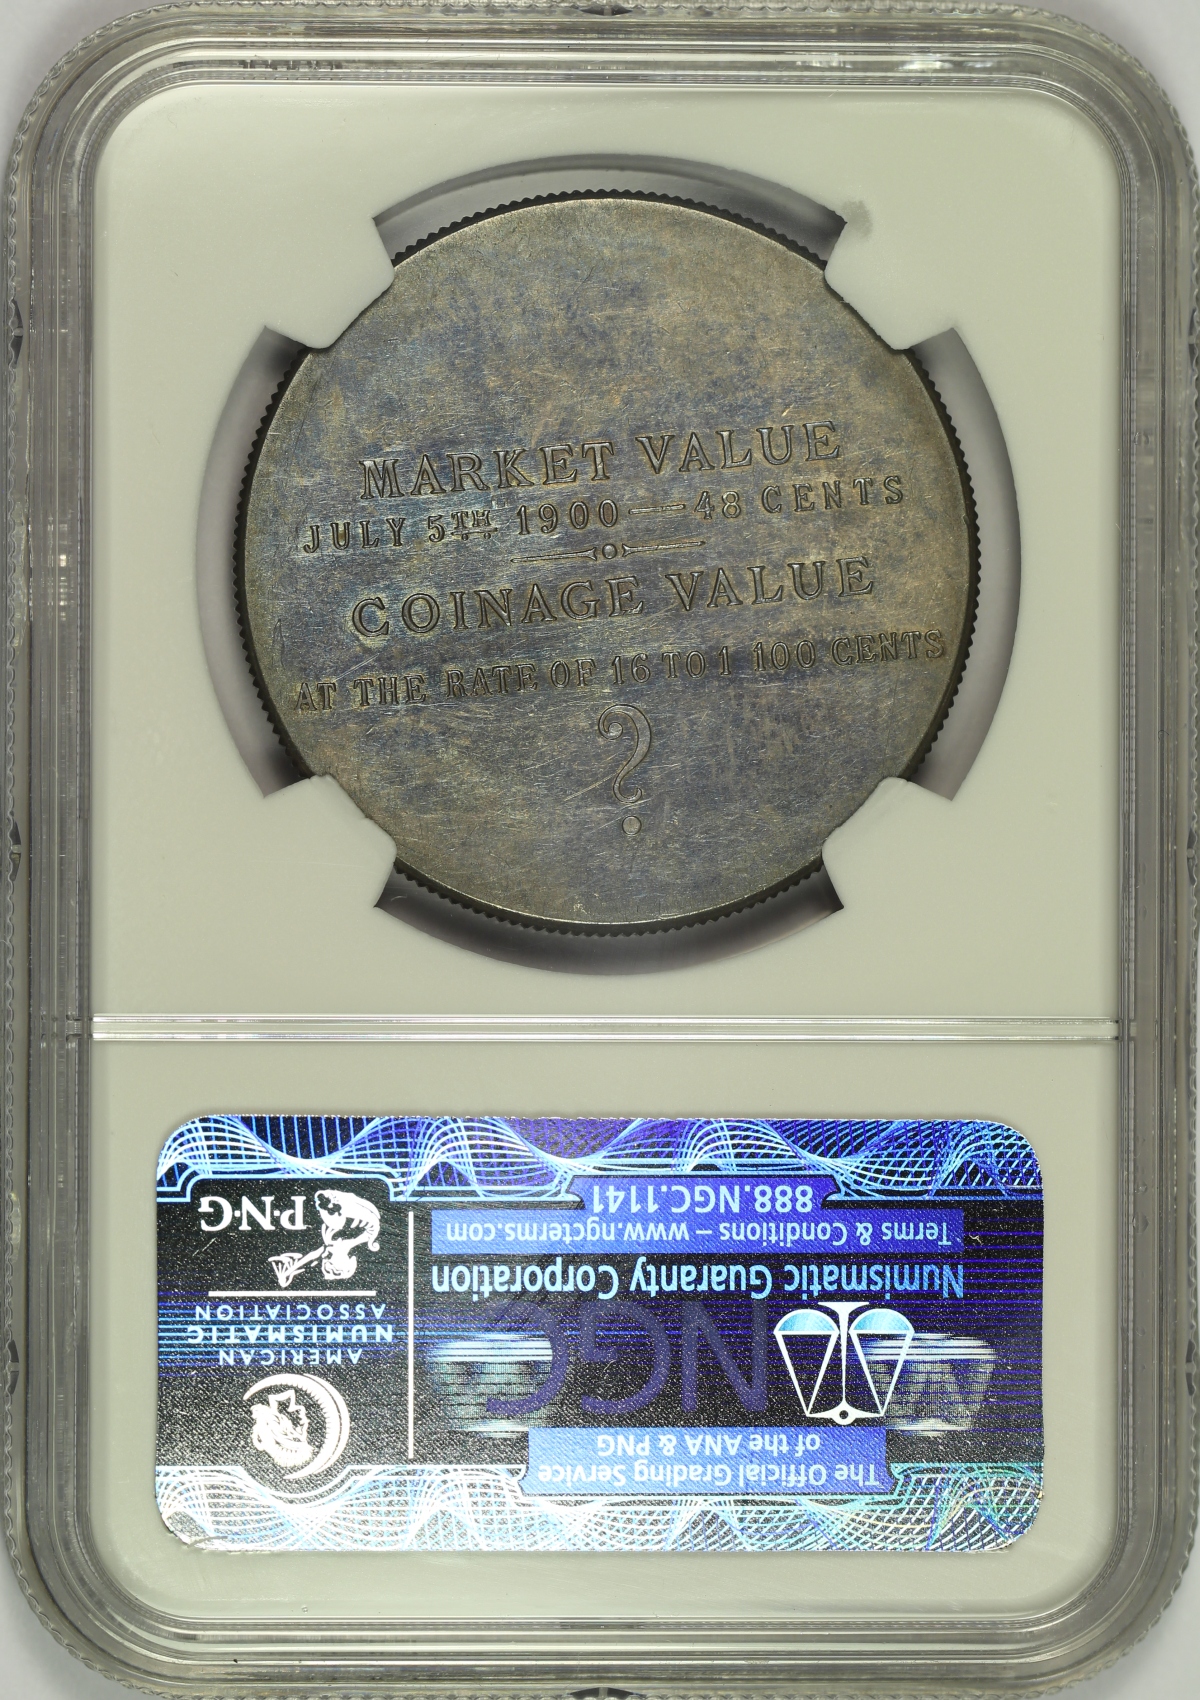 MARKET VALUE
JULY 5TH 1900 — 48 CENTS
COINAGE VALUE
AT THE RATE OF 16 TO 1 100 CENTS
?
The Official Grading Service
of the ANA & PNG
NGC
Numismatic Guaranty Corporation
Terms & Conditions – www.ngcterms.com
888.NGC.1141
AMERICAN
NUMISMATIC
ASSOCIATION
P·N·G